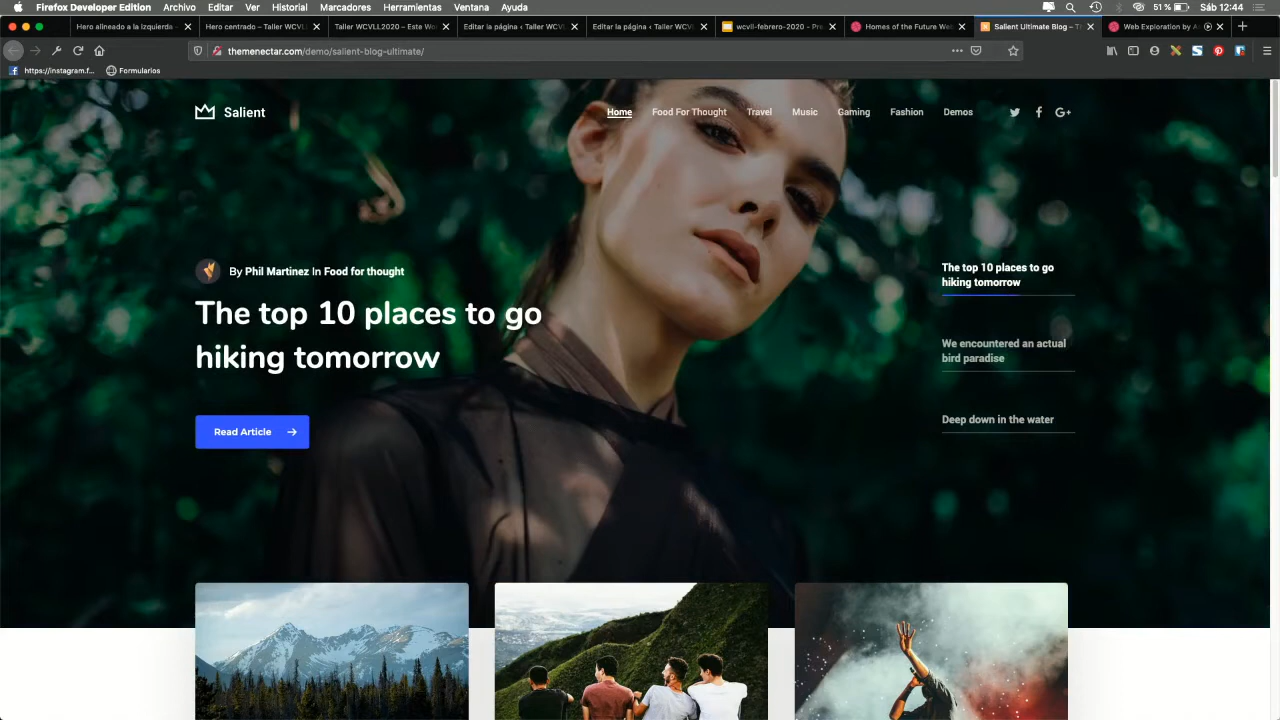 Firefox Developer Edition Archivo Editar Ver Historial Marcadores Herramientas Ventana Ayuda 51 % Sáb 12:44
Hero alineado a la Izquierda - Hero centrado – Taller WCVL Taller WCVLL2020 – Este We Editar la página ‹ Taller WCVI Editar la página ‹ Taller WCVI wcvll-febrero-2020 - Pre Homes of the Future We Salient Ultimate Blog – T Web Exploration by A
themenectar.com/demo/salient-blog-ultimate/
https://instagram.f... Formularios
Salient Home Food For Thought Travel Music Gaming Fashion Demos
By Phil Martinez In Food for thought
The top 10 places to go
hiking tomorrow
Read Article
The top 10 places to go
hiking tomorrow
We encountered an actual
bird paradise
Deep down in the water